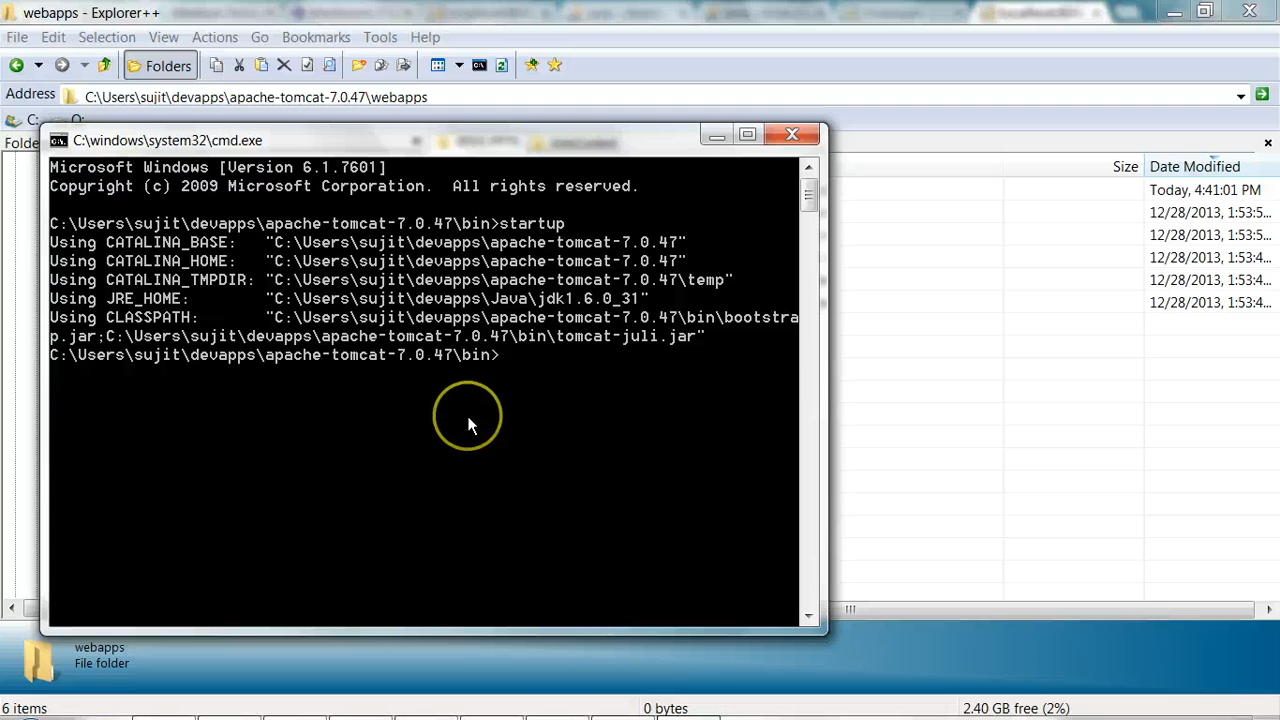 webapps - Explorer++
File Edit Selection View Actions Go Bookmarks Tools Help
Folders
Address C:\Users\sujit\devapps\apache-tomcat-7.0.47\webapps
C:
C:\windows\system32\cmd.exe
Size Date Modified
Microsoft Windows [Version 6.1.7601]
Copyright (c) 2009 Microsoft Corporation. All rights reserved.
Today, 4:41:01 PM
12/28/2013, 1:53:5
12/28/2013, 1:53:5
12/28/2013, 1:53:4
12/28/2013, 1:53:4
12/28/2013, 1:53:4
C:\Users\sujit\devapps\apache-tomcat-7.0.47\bin>startup
Using CATALINA_BASE: "C:\Users\sujit\devapps\apache-tomcat-7.0.47"
Using CATALINA_HOME: "C:\Users\sujit\devapps\apache-tomcat-7.0.47"
Using CATALINA_TMPDIR: "C:\Users\sujit\devapps\apache-tomcat-7.0.47\temp"
Using JRE_HOME: "C:\Users\sujit\devapps\Java\jdk1.6.0_31"
Using CLASSPATH: "C:\Users\sujit\devapps\apache-tomcat-7.0.47\bin\bootstra
p.jar;C:\Users\sujit\devapps\apache-tomcat-7.0.47\bin\tomcat-juli.jar"
C:\Users\sujit\devapps\apache-tomcat-7.0.47\bin>
webapps
File folder
6 items 0 bytes 2.40 GB free (2%)